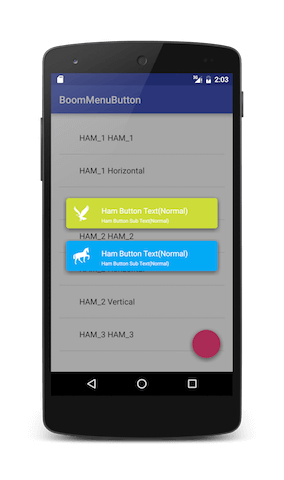 3G 2:03
BoomMenuButton
HAM_1 HAM_1
HAM_1 Horizontal
Ham Button Text(Normal)
Ham Button Sub Text(Normal)
HAM_2 HAM_2
Ham Button Text(Normal)
Ham Button Sub Text(Normal)
HAM_2 Vertical
HAM_3 HAM_3